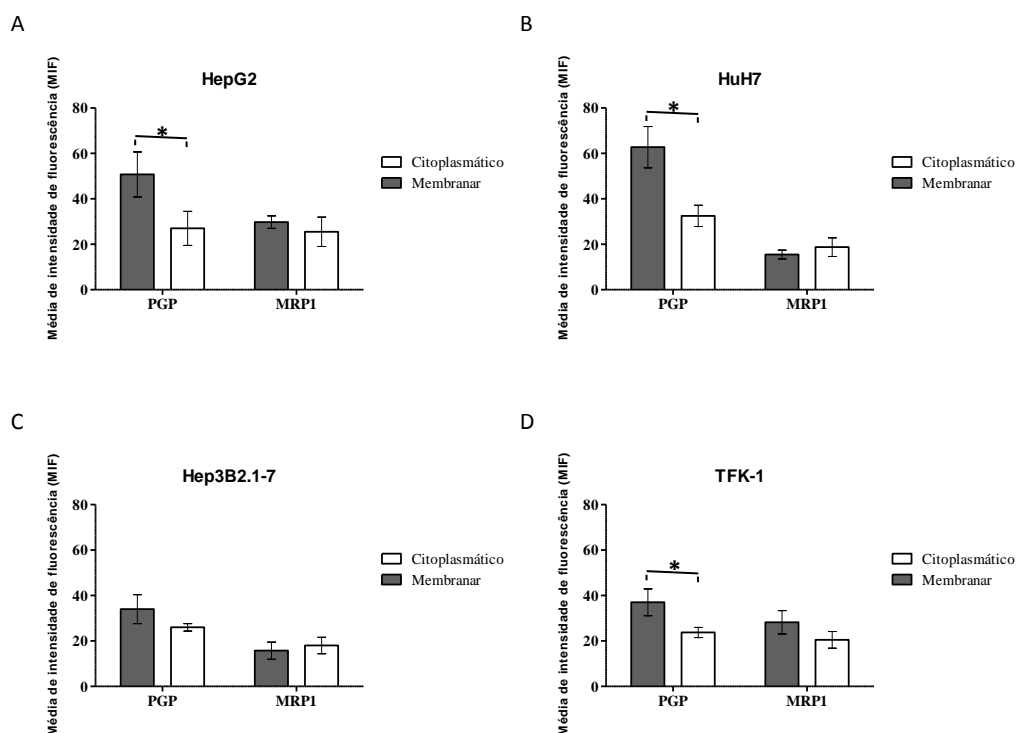 A
HepG2
Média de intensidade de fluorescência (MIF)
80
60
40
20
0
*
PGP
MRP1
Citoplasmático
Membranar
B
HuH7
Média de intensidade de fluorescência (MIF)
80
60
40
20
0
*
PGP
MRP1
Citoplasmático
Membranar
C
Hep3B2.1-7
Média de intensidade de fluorescência (MIF)
80
60
40
20
0
PGP
MRP1
Citoplasmático
Membranar
D
TFK-1
Média de intensidade de fluorescência (MIF)
80
60
40
20
0
*
PGP
MRP1
Citoplasmático
Membranar